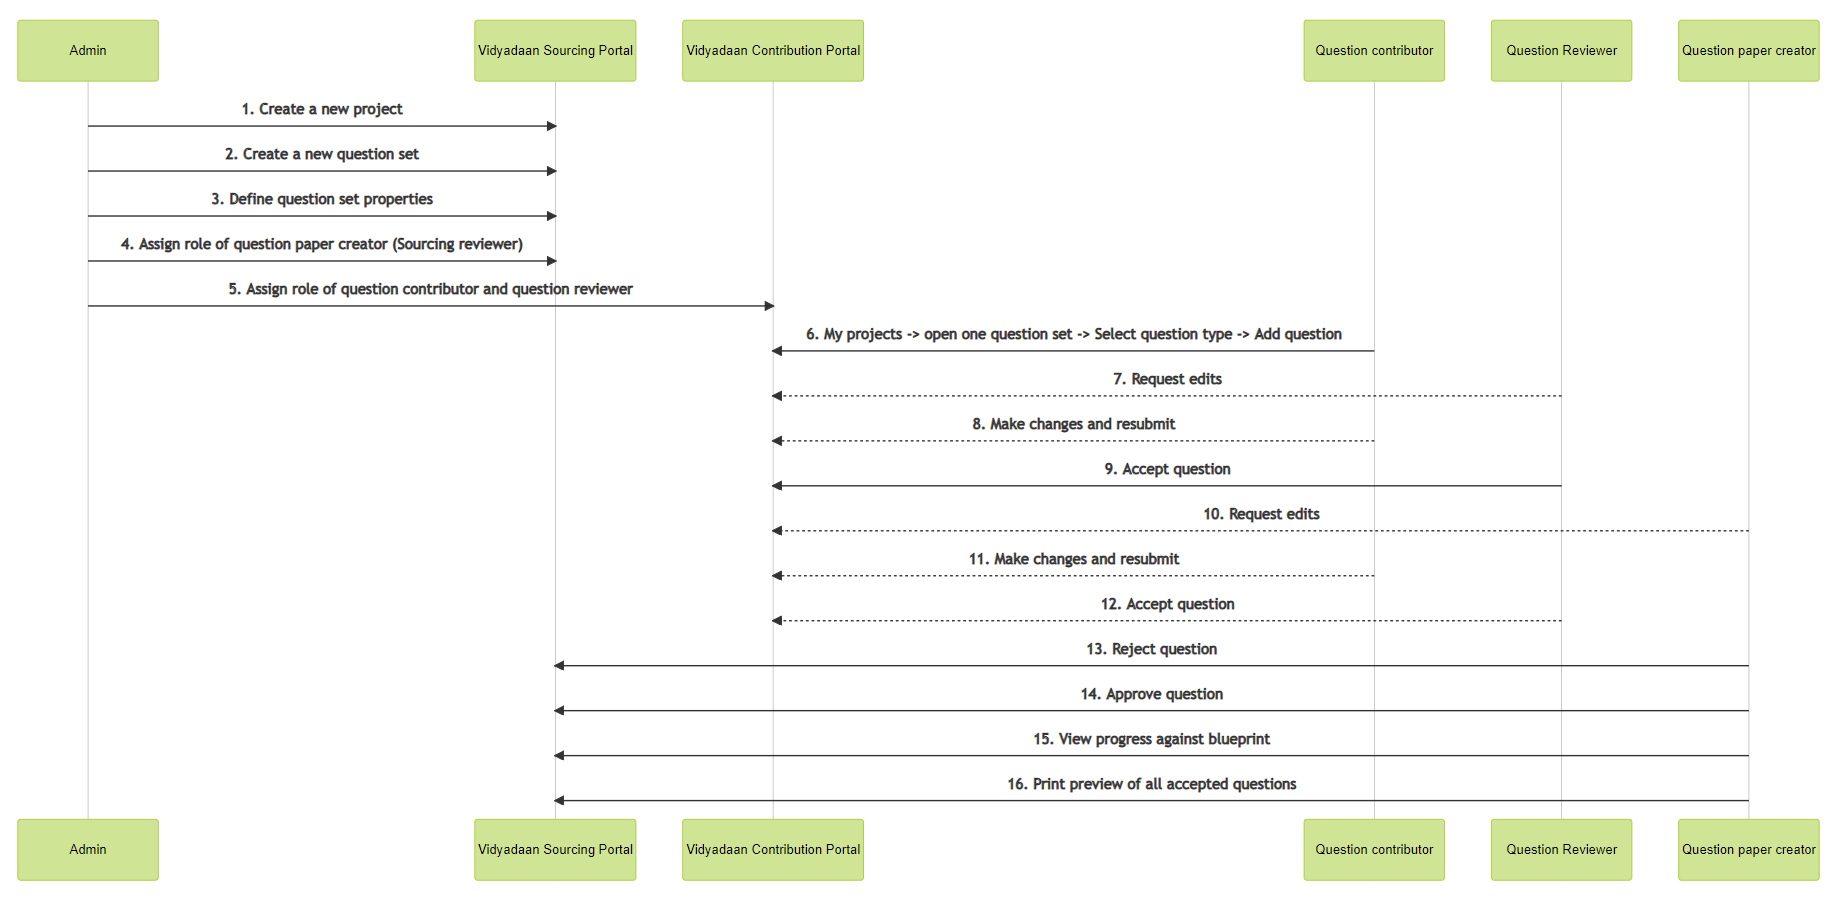 Admin
Vidyadaan Sourcing Portal
Vidyadaan Contribution Portal
Question contributor
Question Reviewer
Question paper creator
1. Create a new project
2. Create a new question set
3. Define question set properties
4. Assign role of question paper creator (Sourcing reviewer)
5. Assign role of question contributor and question reviewer
6. My projects -> open one question set -> Select question type -> Add question
7. Request edits
8. Make changes and resubmit
9. Accept question
10. Request edits
11. Make changes and resubmit
12. Accept question
13. Reject question
14. Approve question
15. View progress against blueprint
16. Print preview of all accepted questions
Admin
Vidyadaan Sourcing Portal
Vidyadaan Contribution Portal
Question contributor
Question Reviewer
Question paper creator